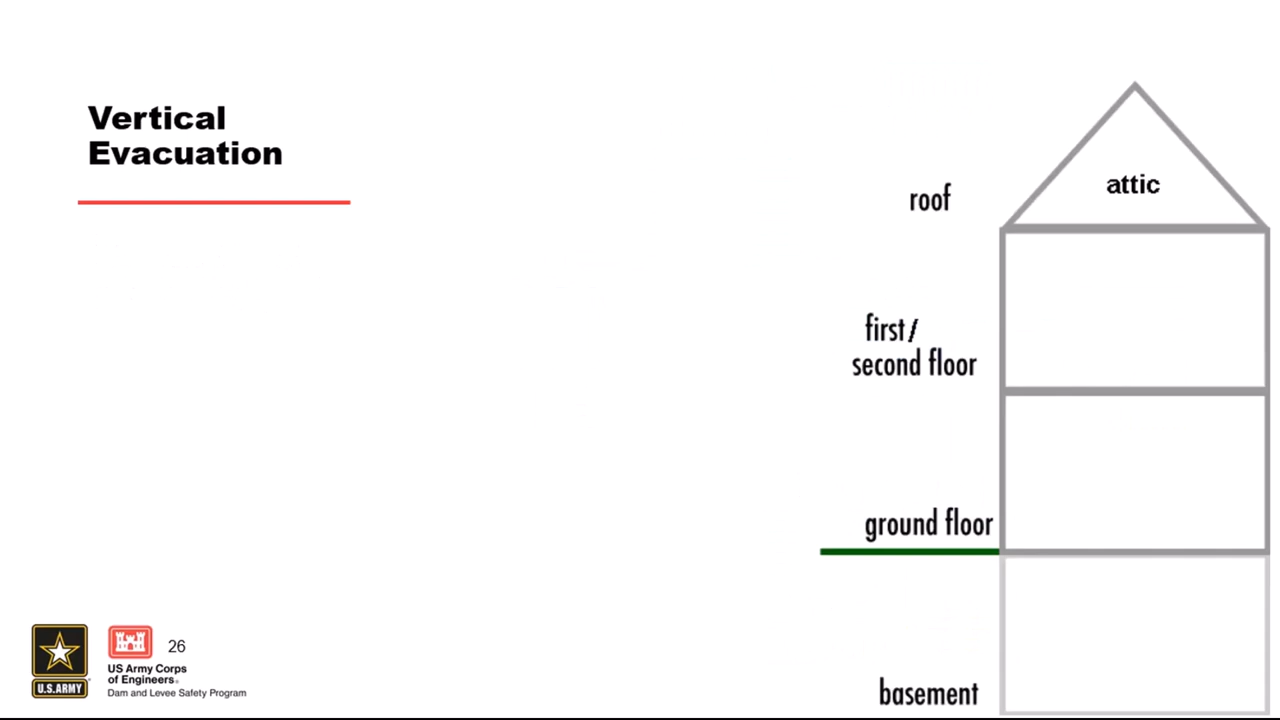 Vertical
Evacuation
attic
roof
first/
second floor
ground floor
basement
U.S.ARMY
26
US Army Corps
of Engineers®
Dam and Levee Safety Program